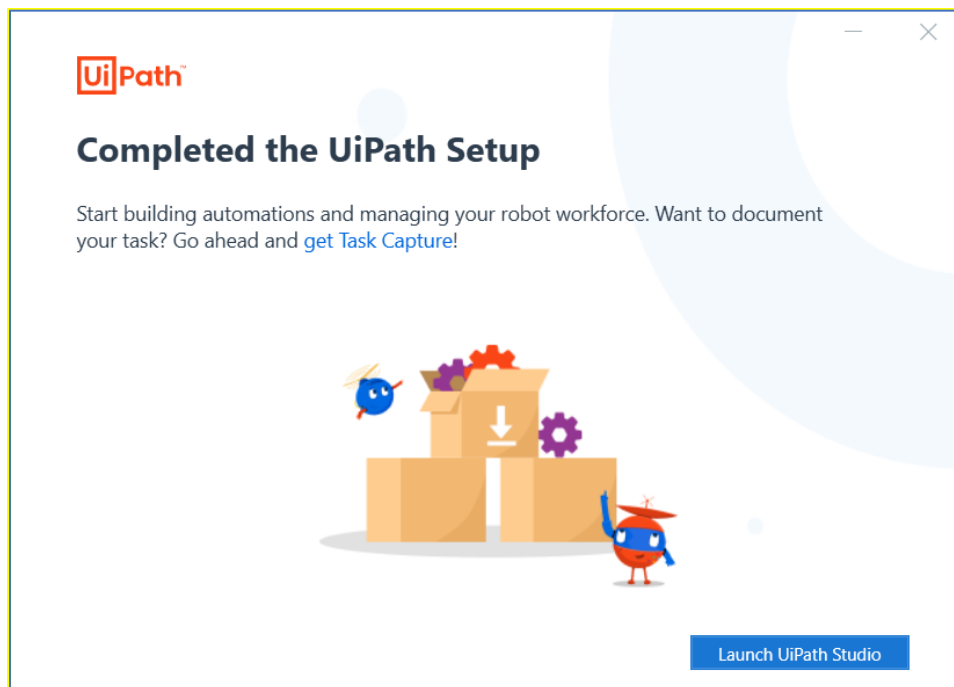 UiPath™
Completed the UiPath Setup
Start building automations and managing your robot workforce. Want to document
your task? Go ahead and get Task Capture!
Launch UiPath Studio